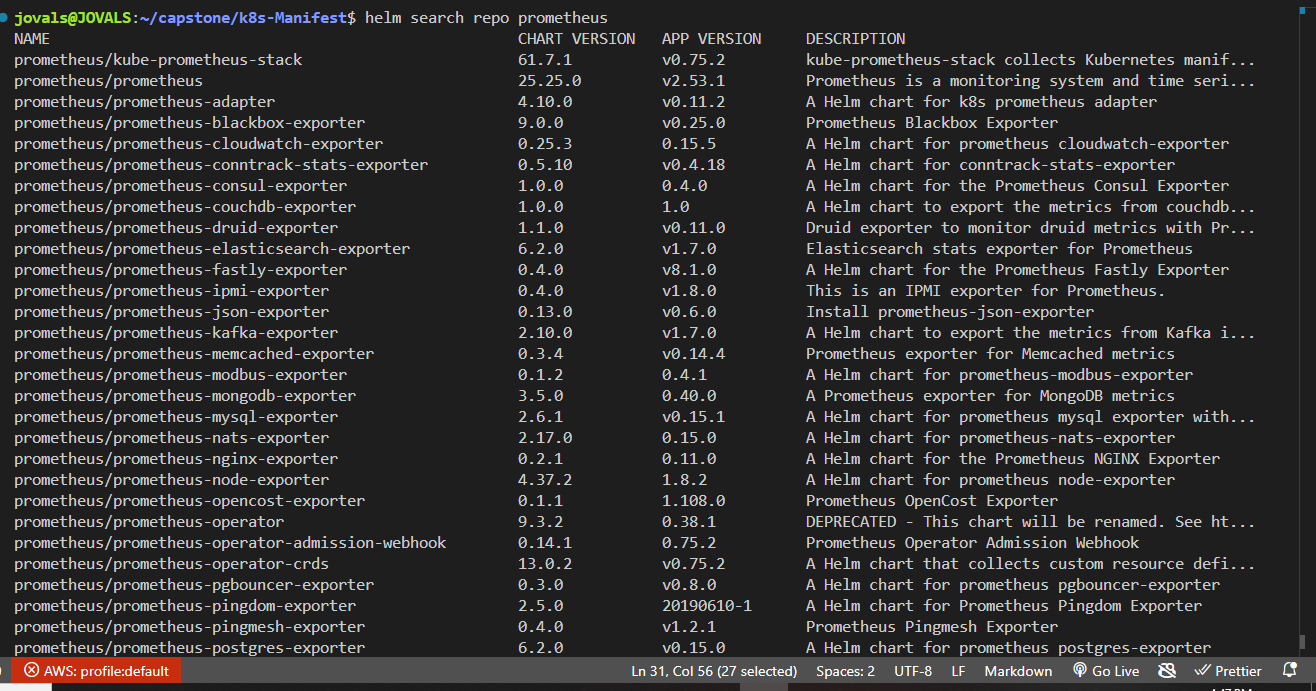 jovals@JOVALS:~/capstone/k8s-Manifest$ helm search repo prometheus
NAME CHART VERSION APP VERSION DESCRIPTION
prometheus/kube-prometheus-stack 61.7.1 v0.75.2 kube-prometheus-stack collects Kubernetes manif...
prometheus/prometheus 25.25.0 v2.53.1 Prometheus is a monitoring system and time seri...
prometheus/prometheus-adapter 4.10.0 v0.11.2 A Helm chart for k8s prometheus adapter
prometheus/prometheus-blackbox-exporter 9.0.0 v0.25.0 Prometheus Blackbox Exporter
prometheus/prometheus-cloudwatch-exporter 0.25.3 0.15.5 A Helm chart for prometheus cloudwatch-exporter
prometheus/prometheus-conntrack-stats-exporter 0.5.10 v0.4.18 A Helm chart for conntrack-stats-exporter
prometheus/prometheus-consul-exporter 1.0.0 0.4.0 A Helm chart for the Prometheus Consul Exporter
prometheus/prometheus-couchdb-exporter 1.0.0 1.0 A Helm chart to export the metrics from couchdb...
prometheus/prometheus-druid-exporter 1.1.0 v0.11.0 Druid exporter to monitor druid metrics with Pr...
prometheus/prometheus-elasticsearch-exporter 6.2.0 v1.7.0 Elasticsearch stats exporter for Prometheus
prometheus/prometheus-fastly-exporter 0.4.0 v8.1.0 A Helm chart for the Prometheus Fastly Exporter
prometheus/prometheus-ipmi-exporter 0.4.0 v1.8.0 This is an IPMI exporter for Prometheus.
prometheus/prometheus-json-exporter 0.13.0 v0.6.0 Install prometheus-json-exporter
prometheus/prometheus-kafka-exporter 2.10.0 v1.7.0 A Helm chart to export the metrics from Kafka i...
prometheus/prometheus-memcached-exporter 0.3.4 v0.14.4 Prometheus exporter for Memcached metrics
prometheus/prometheus-modbus-exporter 0.1.2 0.4.1 A Helm chart for prometheus-modbus-exporter
prometheus/prometheus-mongodb-exporter 3.5.0 0.40.0 A Prometheus exporter for MongoDB metrics
prometheus/prometheus-mysql-exporter 2.6.1 v0.15.1 A Helm chart for prometheus mysql exporter with...
prometheus/prometheus-nats-exporter 2.17.0 0.15.0 A Helm chart for prometheus-nats-exporter
prometheus/prometheus-nginx-exporter 0.2.1 0.11.0 A Helm chart for the Prometheus NGINX Exporter
prometheus/prometheus-node-exporter 4.37.2 1.8.2 A Helm chart for prometheus node-exporter
prometheus/prometheus-opencost-exporter 0.1.1 1.108.0 Prometheus OpenCost Exporter
prometheus/prometheus-operator 9.3.2 0.38.1 DEPRECATED - This chart will be renamed. See ht...
prometheus/prometheus-operator-admission-webhook 0.14.1 0.75.2 Prometheus Operator Admission Webhook
prometheus/prometheus-operator-crds 13.0.2 v0.75.2 A Helm chart that collects custom resource defi...
prometheus/prometheus-pgbouncer-exporter 0.3.0 v0.8.0 A Helm chart for prometheus pgbouncer-exporter
prometheus/prometheus-pingdom-exporter 2.5.0 20190610-1 A Helm chart for Prometheus Pingdom Exporter
prometheus/prometheus-pingmesh-exporter 0.4.0 v1.2.1 Prometheus Pingmesh Exporter
prometheus/prometheus-postgres-exporter 6.2.0 v0.15.0 A Helm chart for prometheus postgres-exporter
AWS: profile:default Ln 31, Col 56 (27 selected) Spaces: 2 UTF-8 LF Markdown Go Live Prettier